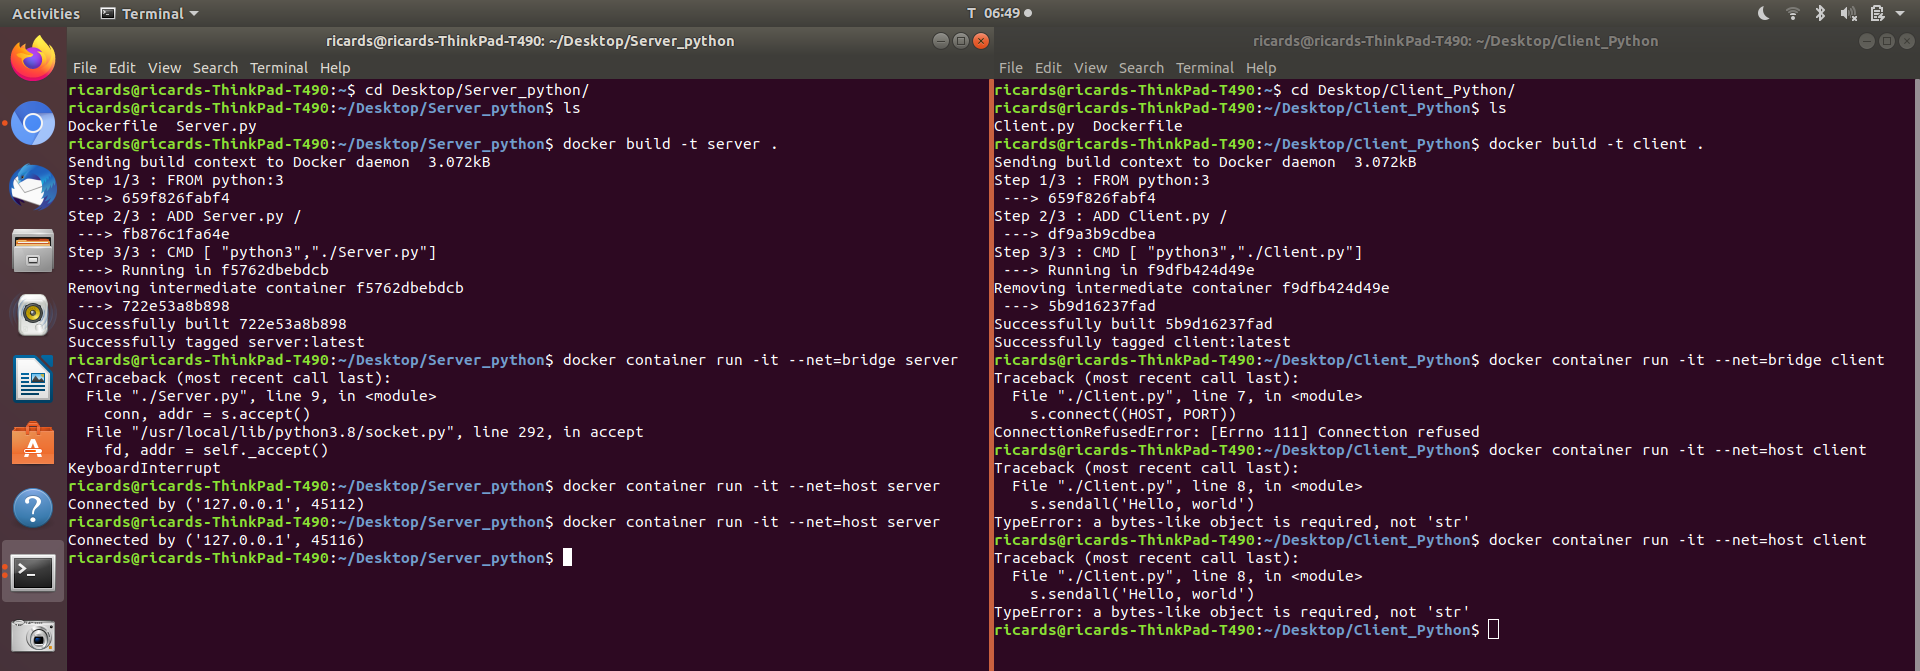 Activities Terminal T 06:49
ricards@ricards-ThinkPad-T490: ~/Desktop/Server_python
File Edit View Search Terminal Help
ricards@ricards-ThinkPad-T490:~$ cd Desktop/Server_python/
ricards@ricards-ThinkPad-T490:~/Desktop/Server_python$ ls
Dockerfile  Server.py
ricards@ricards-ThinkPad-T490:~/Desktop/Server_python$ docker build -t server .
Sending build context to Docker daemon  3.072kB
Step 1/3 : FROM python:3
 ---> 659f826fabf4
Step 2/3 : ADD Server.py /
 ---> fb876c1fa64e
Step 3/3 : CMD [ "python3","./Server.py"]
 ---> Running in f5762dbebdcb
Removing intermediate container f5762dbebdcb
 ---> 722e53a8b898
Successfully built 722e53a8b898
Successfully tagged server:latest
ricards@ricards-ThinkPad-T490:~/Desktop/Server_python$ docker container run -it --net=bridge server
^CTraceback (most recent call last):
  File "./Server.py", line 9, in <module>
    conn, addr = s.accept()
  File "/usr/local/lib/python3.8/socket.py", line 292, in accept
    fd, addr = self._accept()
KeyboardInterrupt
ricards@ricards-ThinkPad-T490:~/Desktop/Server_python$ docker container run -it --net=host server
Connected by ('127.0.0.1', 45112)
ricards@ricards-ThinkPad-T490:~/Desktop/Server_python$ docker container run -it --net=host server
Connected by ('127.0.0.1', 45116)
ricards@ricards-ThinkPad-T490:~/Desktop/Server_python$
ricards@ricards-ThinkPad-T490: ~/Desktop/Client_Python
File Edit View Search Terminal Help
ricards@ricards-ThinkPad-T490:~$ cd Desktop/Client_Python/
ricards@ricards-ThinkPad-T490:~/Desktop/Client_Python$ ls
Client.py  Dockerfile
ricards@ricards-ThinkPad-T490:~/Desktop/Client_Python$ docker build -t client .
Sending build context to Docker daemon  3.072kB
Step 1/3 : FROM python:3
 ---> 659f826fabf4
Step 2/3 : ADD Client.py /
 ---> df9a3b9cdbea
Step 3/3 : CMD [ "python3","./Client.py"]
 ---> Running in f9dfb424d49e
Removing intermediate container f9dfb424d49e
 ---> 5b9d16237fad
Successfully built 5b9d16237fad
Successfully tagged client:latest
ricards@ricards-ThinkPad-T490:~/Desktop/Client_Python$ docker container run -it --net=bridge client
Traceback (most recent call last):
  File "./Client.py", line 7, in <module>
    s.connect((HOST, PORT))
ConnectionRefusedError: [Errno 111] Connection refused
ricards@ricards-ThinkPad-T490:~/Desktop/Client_Python$ docker container run -it --net=host client
Traceback (most recent call last):
  File "./Client.py", line 8, in <module>
    s.sendall('Hello, world')
TypeError: a bytes-like object is required, not 'str'
ricards@ricards-ThinkPad-T490:~/Desktop/Client_Python$ docker container run -it --net=host client
Traceback (most recent call last):
  File "./Client.py", line 8, in <module>
    s.sendall('Hello, world')
TypeError: a bytes-like object is required, not 'str'
ricards@ricards-ThinkPad-T490:~/Desktop/Client_Python$